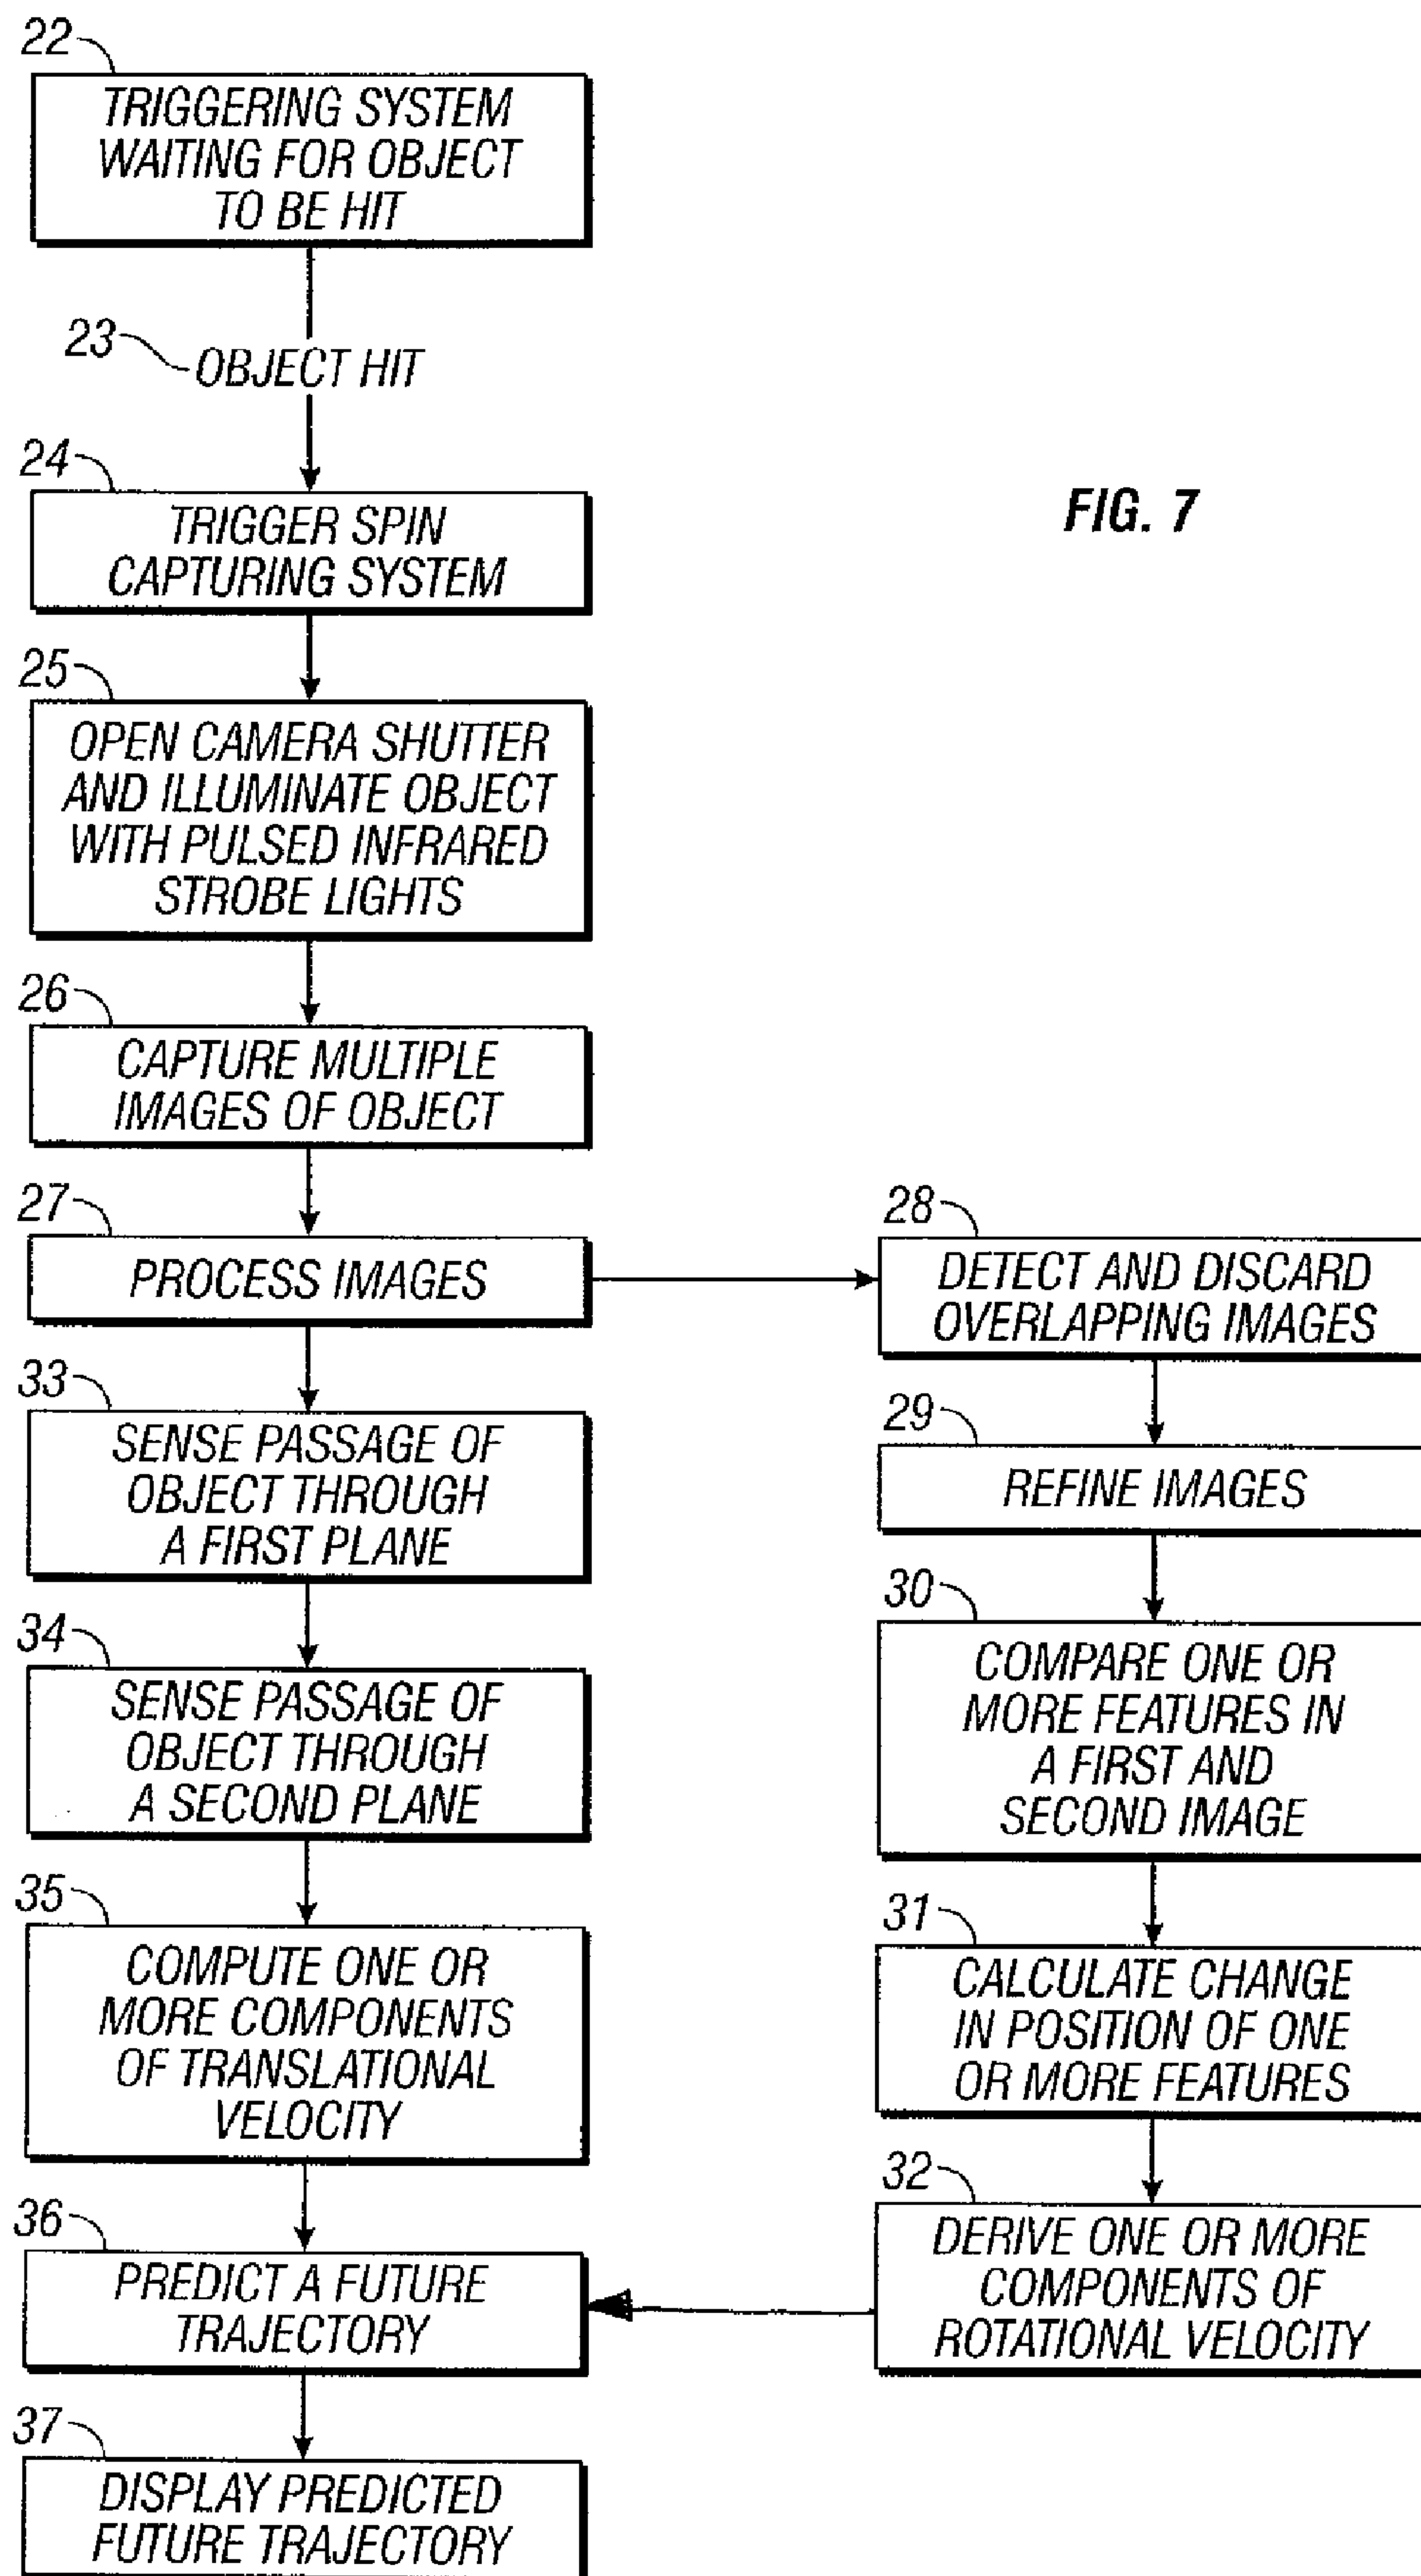 22
TRIGGERING SYSTEM
WAITING FOR OBJECT
TO BE HIT
23
OBJECT HIT
24
TRIGGER SPIN
CAPTURING SYSTEM
FIG. 7
25
OPEN CAMERA SHUTTER
AND ILLUMINATE OBJECT
WITH PULSED INFRARED
STROBE LIGHTS
26
CAPTURE MULTIPLE
IMAGES OF OBJECT
27
PROCESS IMAGES
28
DETECT AND DISCARD
OVERLAPPING IMAGES
29
REFINE IMAGES
30
COMPARE ONE OR
MORE FEATURES IN
A FIRST AND
SECOND IMAGE
31
CALCULATE CHANGE
IN POSITION OF ONE
OR MORE FEATURES
32
DERIVE ONE OR MORE
COMPONENTS OF
ROTATIONAL VELOCITY
33
SENSE PASSAGE OF
OBJECT THROUGH
A FIRST PLANE
34
SENSE PASSAGE OF
OBJECT THROUGH
A SECOND PLANE
35
COMPUTE ONE OR
MORE COMPONENTS
OF TRANSLATIONAL
VELOCITY
36
PREDICT A FUTURE
TRAJECTORY
37
DISPLAY PREDICTED
FUTURE TRAJECTORY